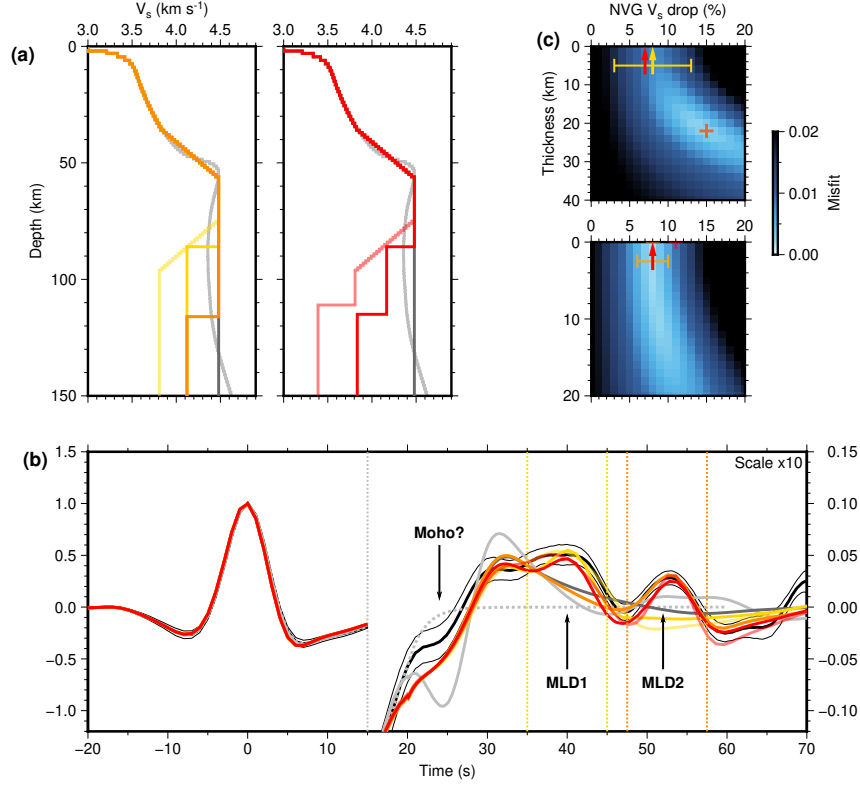 V_s (km s⁻¹)
3.0 3.5 4.0 4.5 3.0 3.5 4.0 4.5
(a)
0
50
100
150
Depth (km)
NVG V_s drop (%)
0 5 10 15 20
(c)
0
10
20
30
40
Thickness (km)
0 5 10 15 20
0
10
20
0.02
0.01
0.00
Misfit
(b)
1.5
1.0
0.5
0.0
−0.5
−1.0
Scale x10
0.15
0.10
0.05
0.00
−0.05
−0.10
Moho?
MLD1
MLD2
−20 −10 0 10 20 30 40 50 60 70
Time (s)